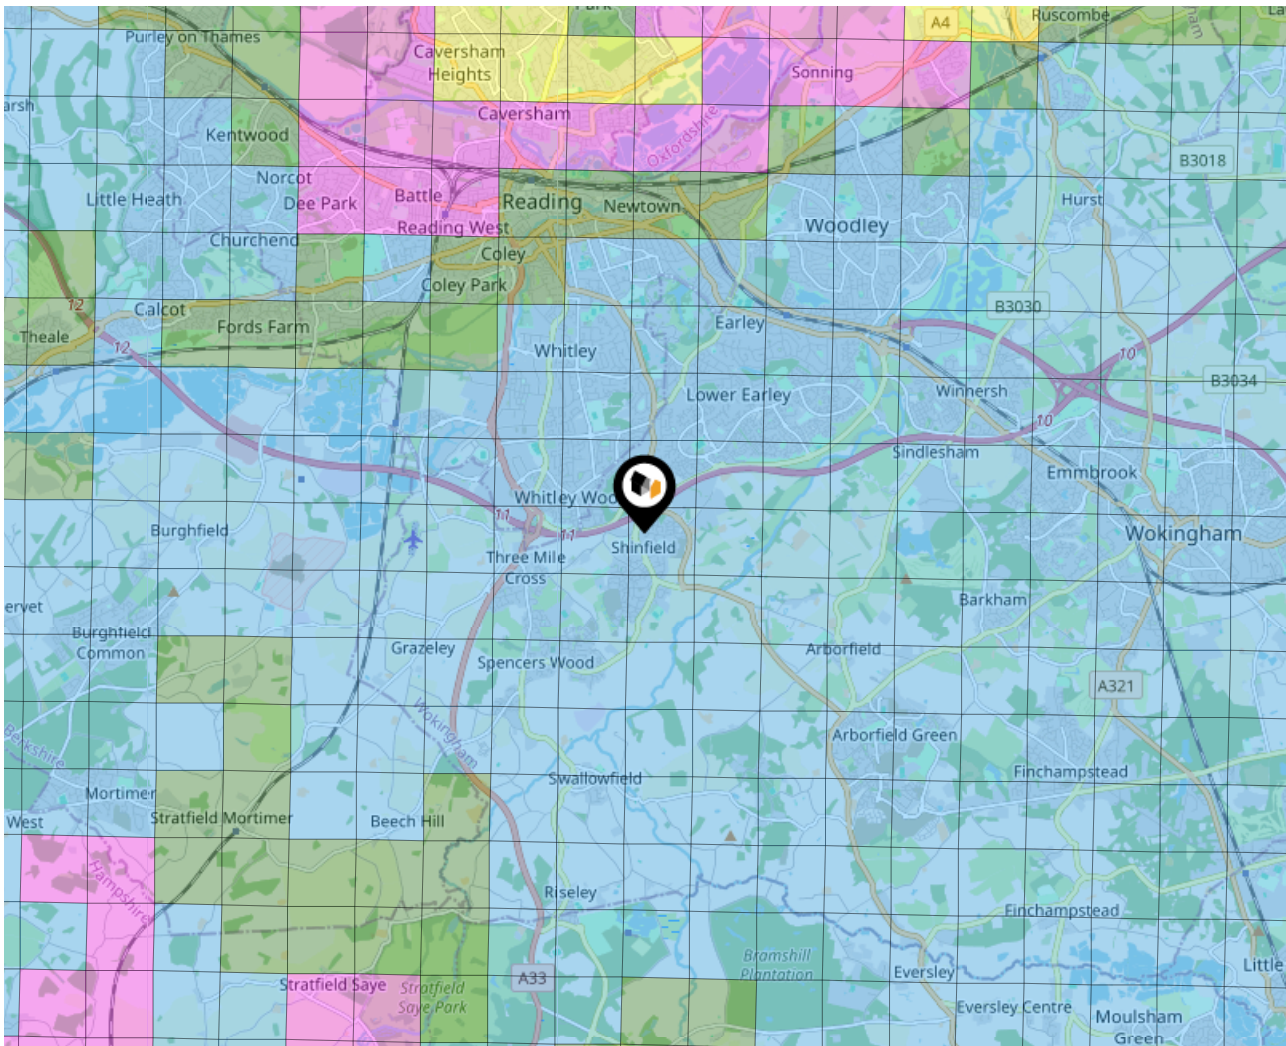 Park
A4
Ruscombe
Purley on Thames
Caversham
Heights
Sonning
Caversham
Oxfordshire
Kentwood
B3018
Norcot
Battle
Little Heath
Dee Park
Reading
Newtown
Hurst
Reading West
Woodley
Churchend
Coley
Coley Park
12
Calcot
B3030
Theale
Fords Farm
Earley
12
Whitley
10
B3034
Lower Earley
Winnersh
10
Sindlesham
Emmbrook
Whitley Woo
11
Burghfield
11
Shinfield
Wokingham
Three Mile
Cross
ervet
Barkham
Burghfield
Common
Grazeley
Arborfield
Spencers Wood
A321
Wokingham
Berkshire
Arborfield Green
Finchampstead
Swallowfield
Mortimer
West
Stratfield Mortimer
Beech Hill
Hampshire
Riseley
Finchampstead
Bramshill
Plantation
Little
Eversley
A33
Stratfield Saye
Stratfield
Saye Park
Eversley Centre
Moulsham
Green